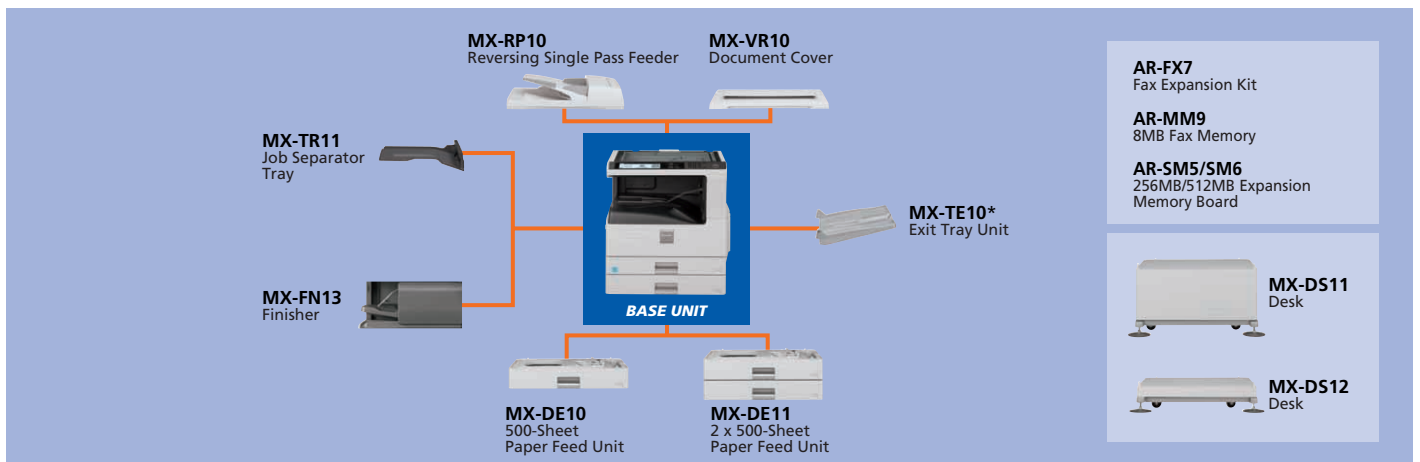 MX-RP10
Reversing Single Pass Feeder
MX-VR10
Document Cover
MX-TR11
Job Separator
Tray
MX-TE10*
Exit Tray Unit
MX-FN13
Finisher
BASE UNIT
MX-DE10
500-Sheet
Paper Feed Unit
MX-DE11
2 x 500-Sheet
Paper Feed Unit
AR-FX7
Fax Expansion Kit
AR-MM9
8MB Fax Memory
AR-SM5/SM6
256MB/512MB Expansion
Memory Board
MX-DS11
Desk
MX-DS12
Desk